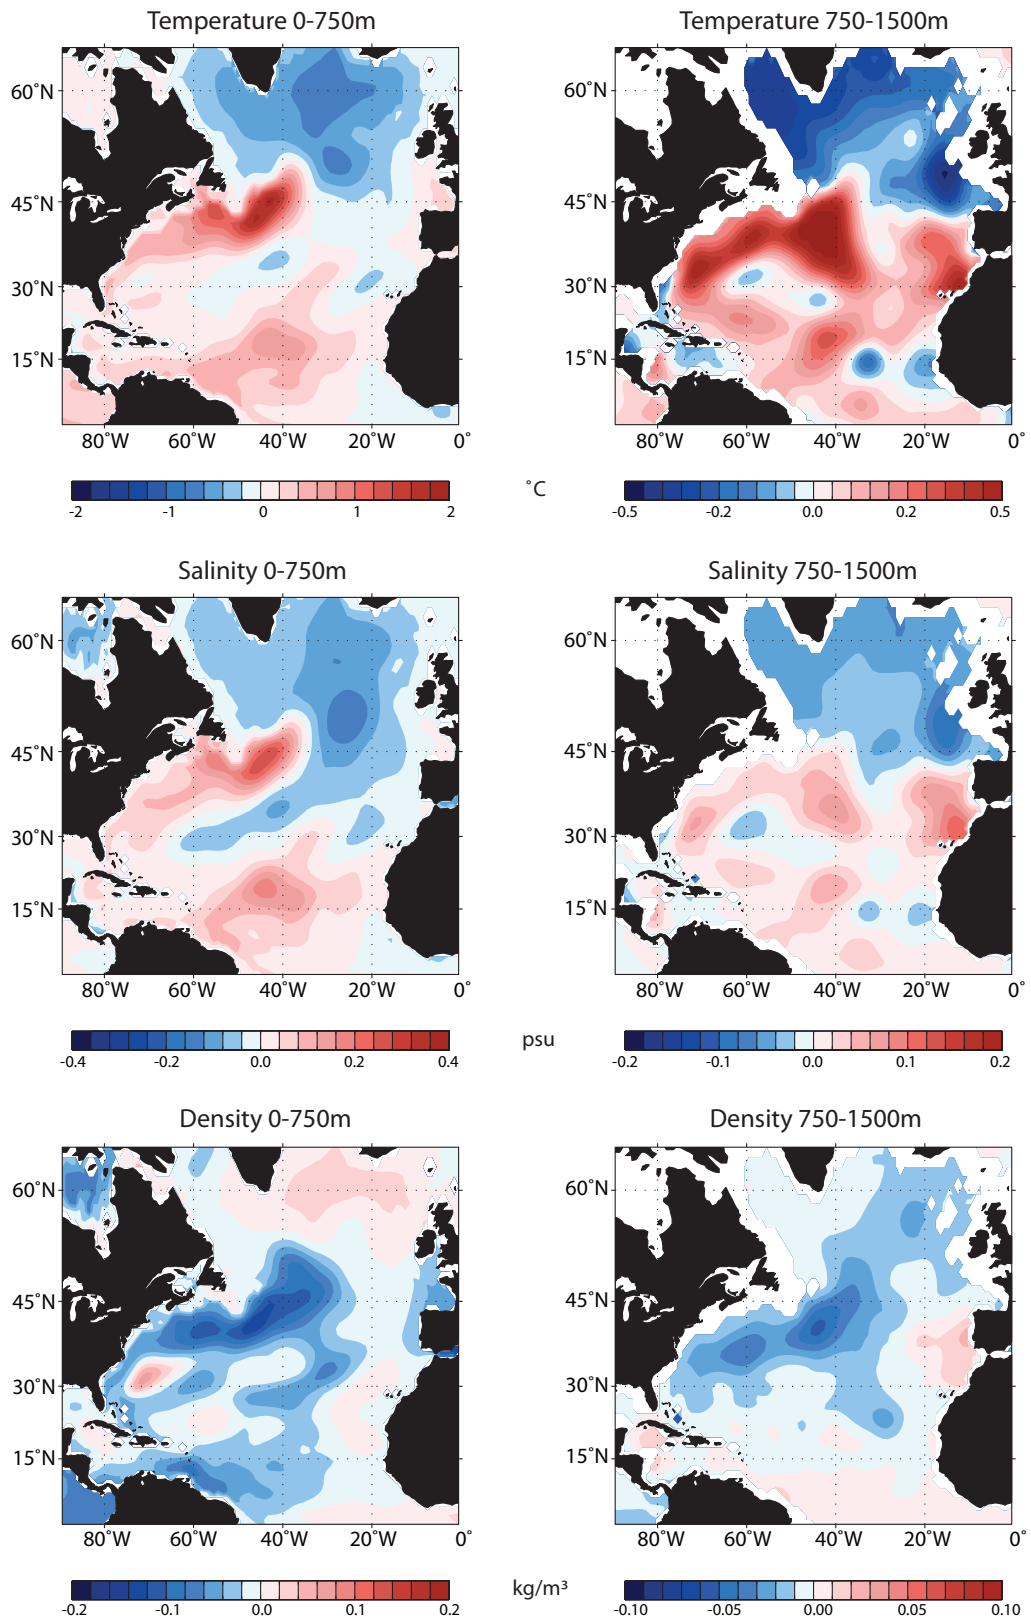 Temperature 0-750m Temperature 750-1500m
60˚N 60˚N
45˚N 45˚N
30˚N 30˚N
15˚N 15˚N
80˚W 60˚W 40˚W 20˚W 0˚ 80˚W 60˚W 40˚W 20˚W 0˚
˚C
-2 -1 0 1 2 -0.5 -0.2 0.0 0.2 0.5
Salinity 0-750m Salinity 750-1500m
60˚N 60˚N
45˚N 45˚N
30˚N 30˚N
15˚N 15˚N
80˚W 60˚W 40˚W 20˚W 0˚ 80˚W 60˚W 40˚W 20˚W 0˚
psu
-0.4 -0.2 0.0 0.2 0.4 -0.2 -0.1 0.0 0.1 0.2
Density 0-750m Density 750-1500m
60˚N 60˚N
45˚N 45˚N
30˚N 30˚N
15˚N 15˚N
80˚W 60˚W 40˚W 20˚W 0˚ 80˚W 60˚W 40˚W 20˚W 0˚
kg/m³
-0.2 -0.1 0.0 0.1 0.2 -0.10 -0.05 0.00 0.05 0.10